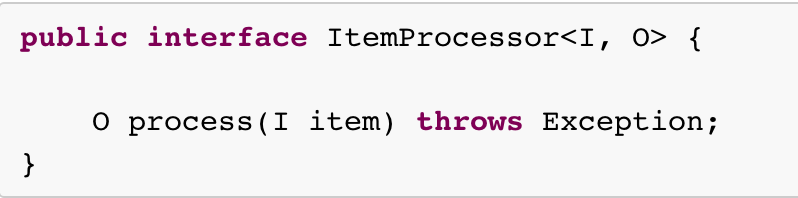 public interface ItemProcessor<I, O> {
    O process(I item) throws Exception;
}